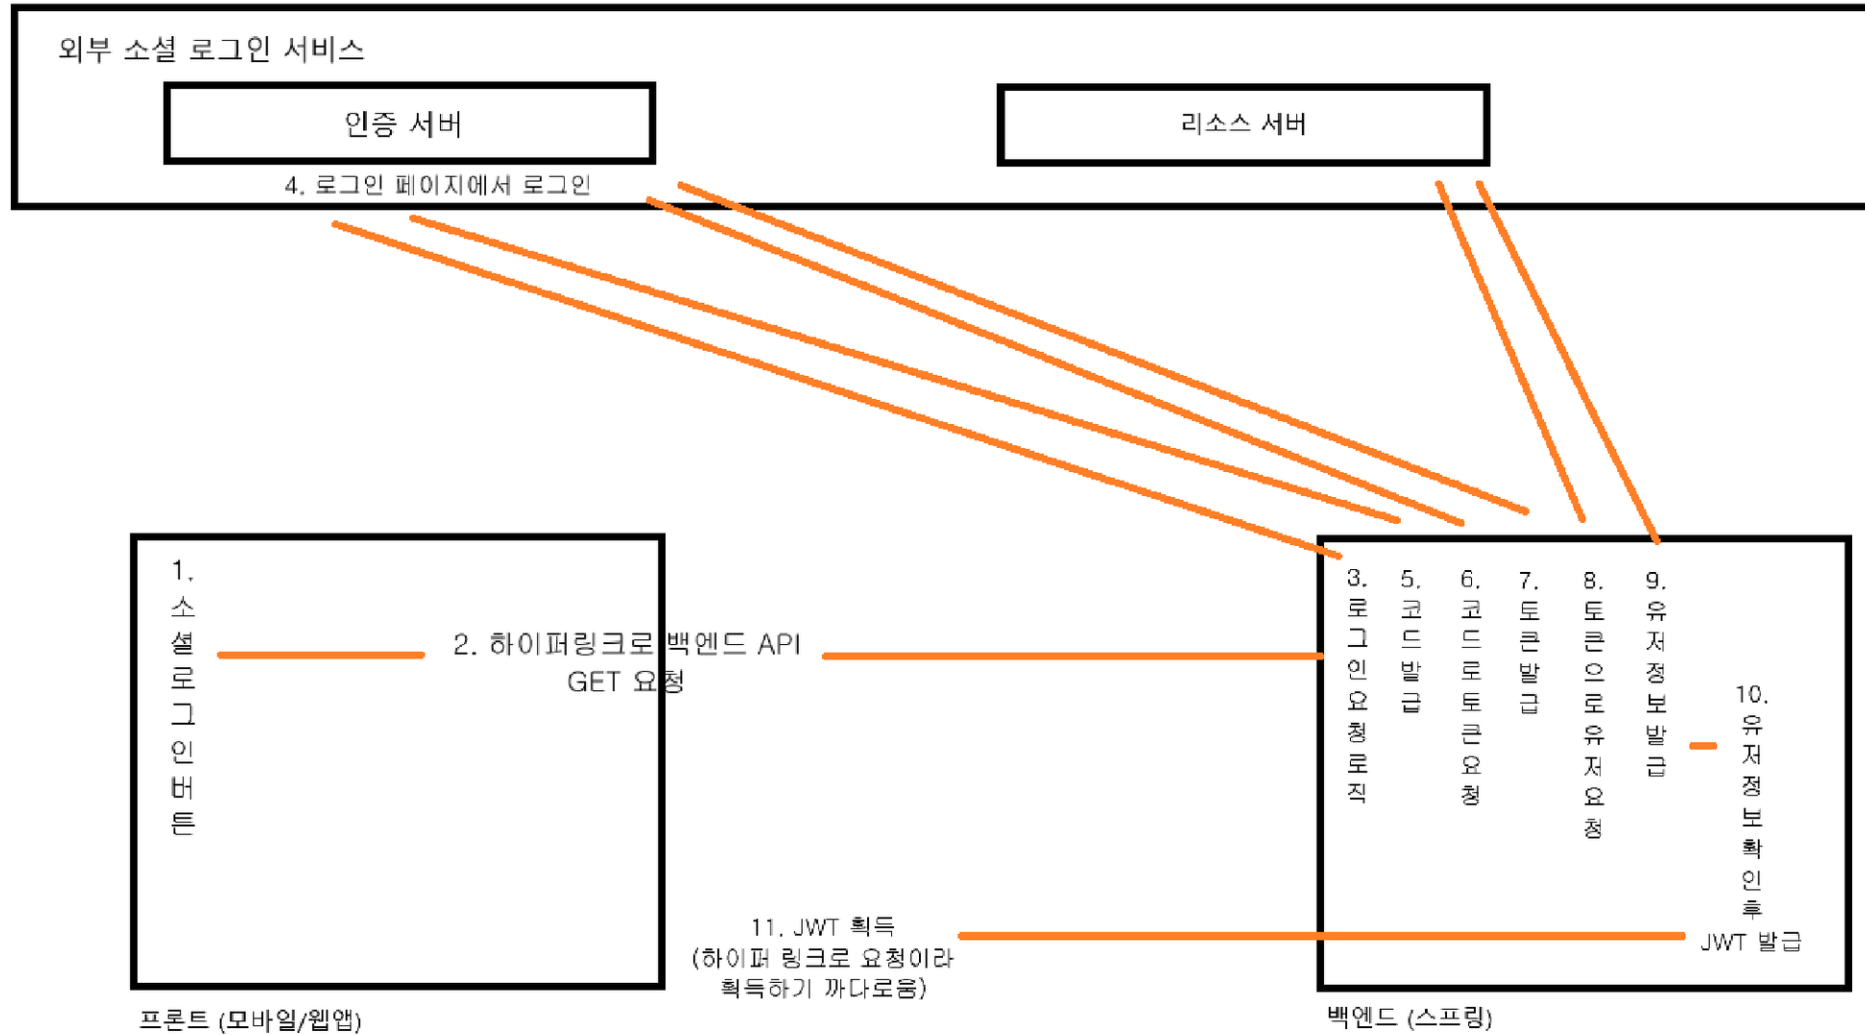 외부 소셜 로그인 서비스
인증 서버
리소스 서버
4. 로그인 페이지에서 로그인
1. 소셜로그인버튼
2. 하이퍼링크로 백엔드 API
GET 요청
3. 로그인요청로직
5. 코드발급
6. 코드로토큰요청
7. 토큰발급
8. 토큰으로유저요청
9. 유저정보발급
10. 유저정보확인후
JWT 발급
11. JWT 획득
(하이퍼 링크로 요청이라
획득하기 까다로움)
프론트 (모바일/웹앱)
백엔드 (스프링)